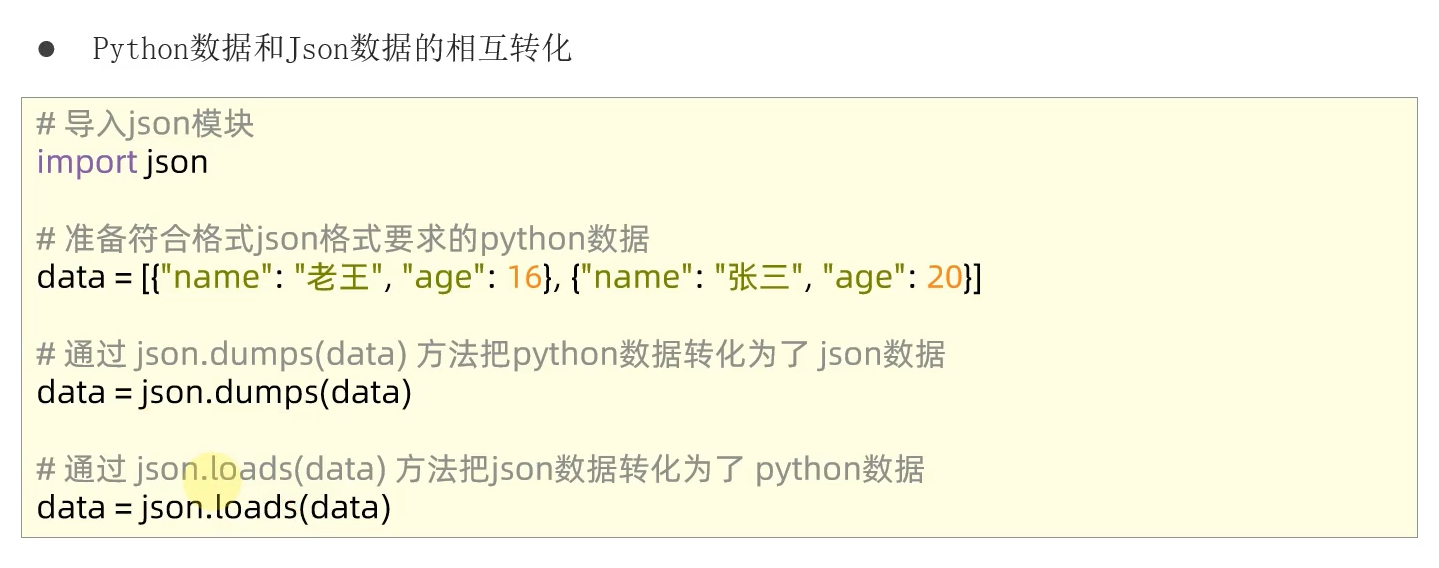 ● Python数据和Json数据的相互转化
# 导入json模块
import json
# 准备符合格式json格式要求的python数据
data = [{"name": "老王", "age": 16}, {"name": "张三", "age": 20}]
# 通过 json.dumps(data) 方法把python数据转化为了 json数据
data = json.dumps(data)
# 通过 json.loads(data) 方法把json数据转化为了 python数据
data = json.loads(data)